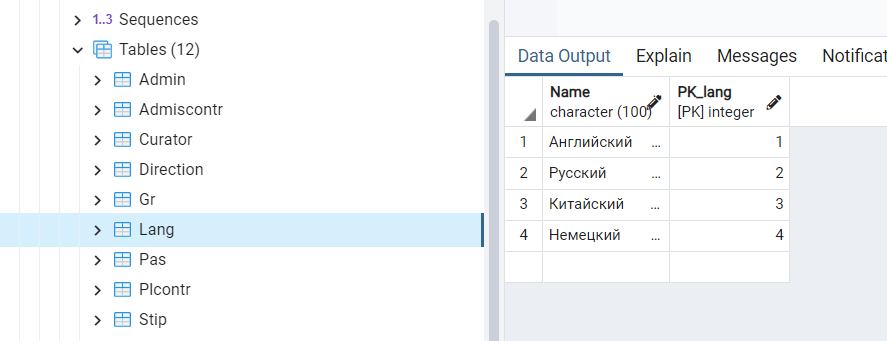 1..3 Sequences
Tables (12)
Admin
Admiscontr
Curator
Direction
Gr
Lang
Pas
Plcontr
Stip
Data Output Explain Messages Notificat
Name PK_lang
character (100) [PK] integer
1 Английский ... 1
2 Русский ... 2
3 Китайский ... 3
4 Немецкий ... 4